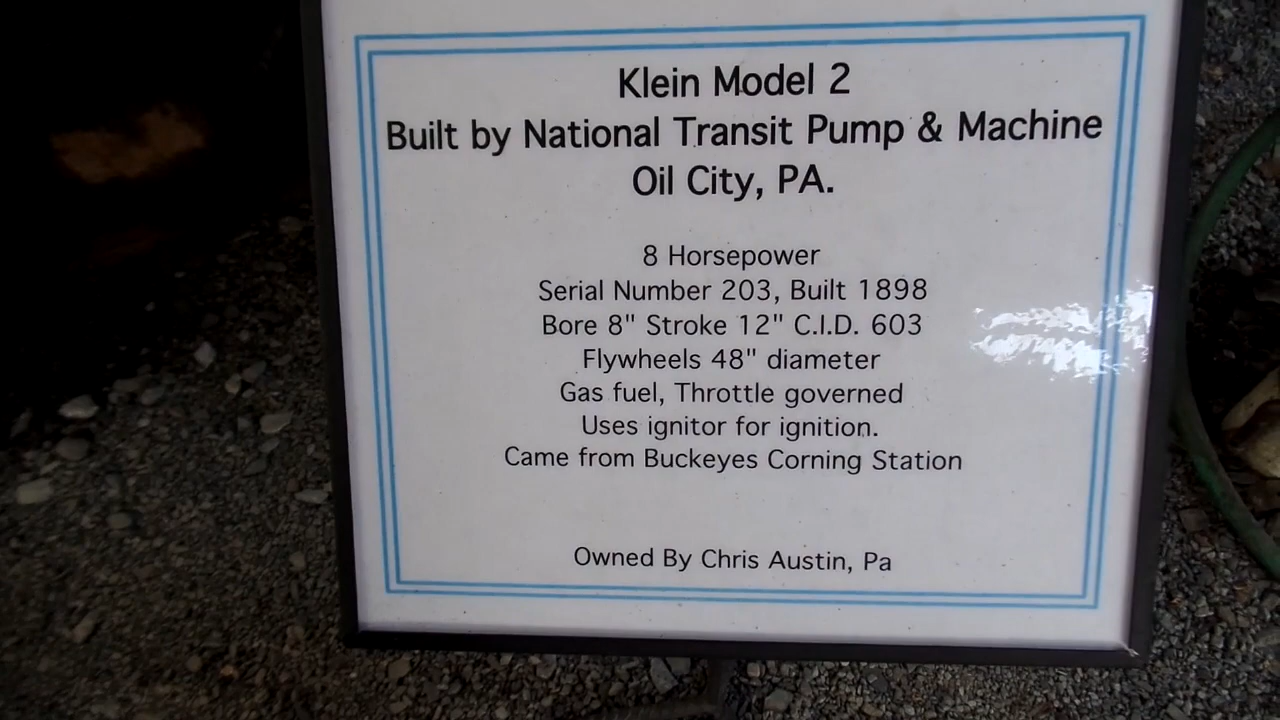 Klein Model 2
Built by National Transit Pump & Machine
Oil City, PA.
8 Horsepower
Serial Number 203, Built 1898
Bore 8" Stroke 12" C.I.D. 603
Flywheels 48" diameter
Gas fuel, Throttle governed
Uses ignitor for ignition.
Came from Buckeyes Corning Station
Owned By Chris Austin, Pa